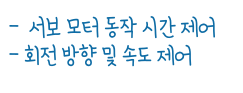 - 서보 모터 동작 시간 제어
- 회전 방향 및 속도 제어